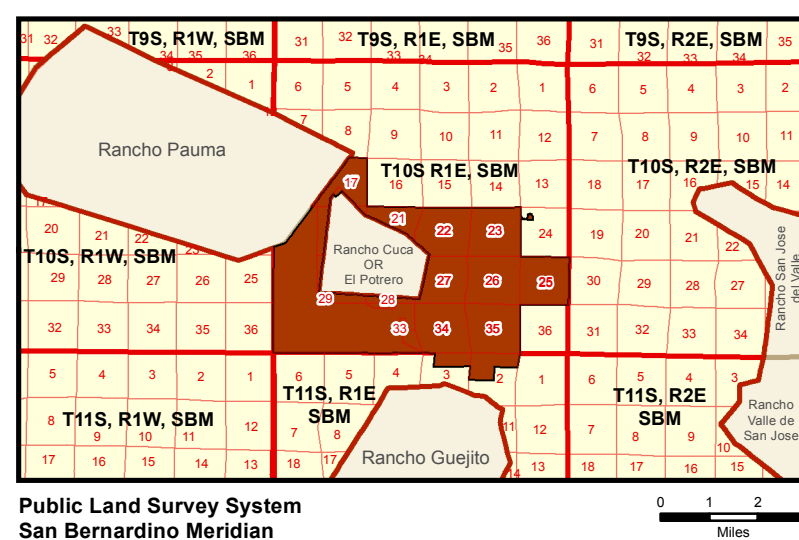 31 32 33 T9S, R1W, SBM 31 32 T9S, R1E, SBM 35 36 31 T9S, R2E, SBM 35
34 35 36 33 34 32 33 34
2 1 6 5 4 3 2 1 6 5 4 3 2
7 8 9 10 11 12 7 8 9 10 11
Rancho Pauma
T10S R1E, SBM
T10S, R2E, SBM
17 16 15 14 13 18 17 16 15 14
17
20 21 22 23
21 22 23 24 19 20 21 22
T10S, R1W, SBM
Rancho Cuca
OR
El Potrero
Rancho San Jose
del Valle
29 28 27 26 25 27 26 25 30 29 28 27
29 28
32 33 34 35 36 33 34 35 36 31 32 33 34
5 4 3 2 1 6 5 4 3 2 1 6 5 4 3
T11S, R1E
SBM
T11S, R2E
SBM
T11S, R1W, SBM
Rancho
Valle de
San Jose
8 9 10 11 12 7 8 11 12 7 8 9 10
Rancho Guejito
17 16 15 14 13 18 17 14 13 18 17 16 15
Public Land Survey System
San Bernardino Meridian
0 1 2
Miles